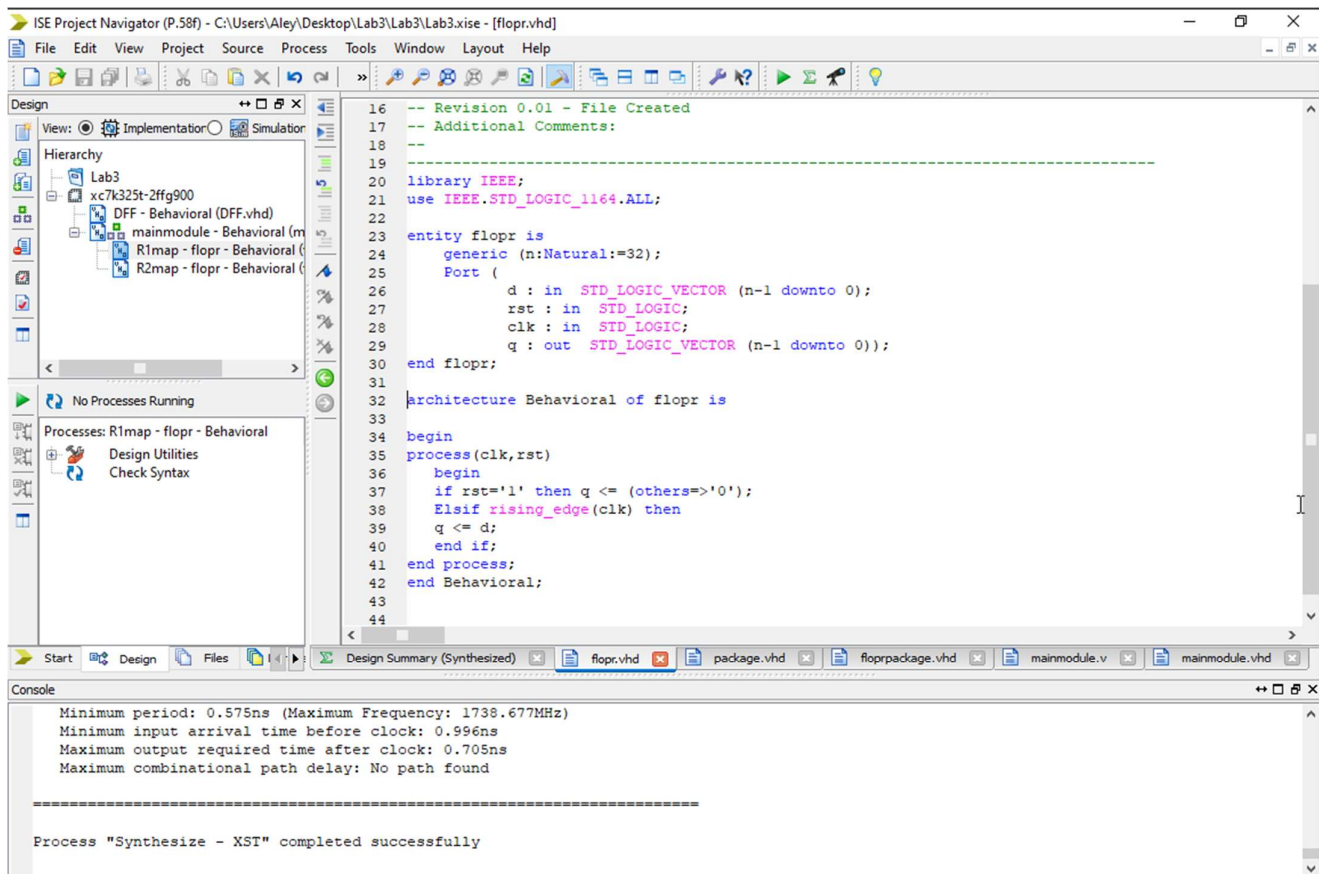 ISE Project Navigator (P.58f) - C:\Users\Aley\Desktop\Lab3\Lab3\Lab3.xise - [flopr.vhd]
File Edit View Project Source Process Tools Window Layout Help
Design
View: Implementation Simulation
Hierarchy
Lab3
xc7k325t-2ffg900
DFF - Behavioral (DFF.vhd)
mainmodule - Behavioral (m
R1map - flopr - Behavioral (
R2map - flopr - Behavioral (
No Processes Running
Processes: R1map - flopr - Behavioral
Design Utilities
Check Syntax
16 -- Revision 0.01 - File Created
17 -- Additional Comments:
18 --
19 ----------------------------------------------------------------------------------
20 library IEEE;
21 use IEEE.STD_LOGIC_1164.ALL;
22
23 entity flopr is
24 generic (n:Natural:=32);
25 Port (
26 d : in STD_LOGIC_VECTOR (n-1 downto 0);
27 rst : in STD_LOGIC;
28 clk : in STD_LOGIC;
29 q : out STD_LOGIC_VECTOR (n-1 downto 0));
30 end flopr;
31
32 architecture Behavioral of flopr is
33
34 begin
35 process(clk,rst)
36 begin
37 if rst='1' then q <= (others=>'0');
38 Elsif rising_edge(clk) then
39 q <= d;
40 end if;
41 end process;
42 end Behavioral;
43
44
Start Design Files Design Summary (Synthesized) flopr.vhd package.vhd floprpackage.vhd mainmodule.v mainmodule.vhd
Console
Minimum period: 0.575ns (Maximum Frequency: 1738.677MHz)
Minimum input arrival time before clock: 0.996ns
Maximum output required time after clock: 0.705ns
Maximum combinational path delay: No path found
=========================================================================
Process "Synthesize - XST" completed successfully